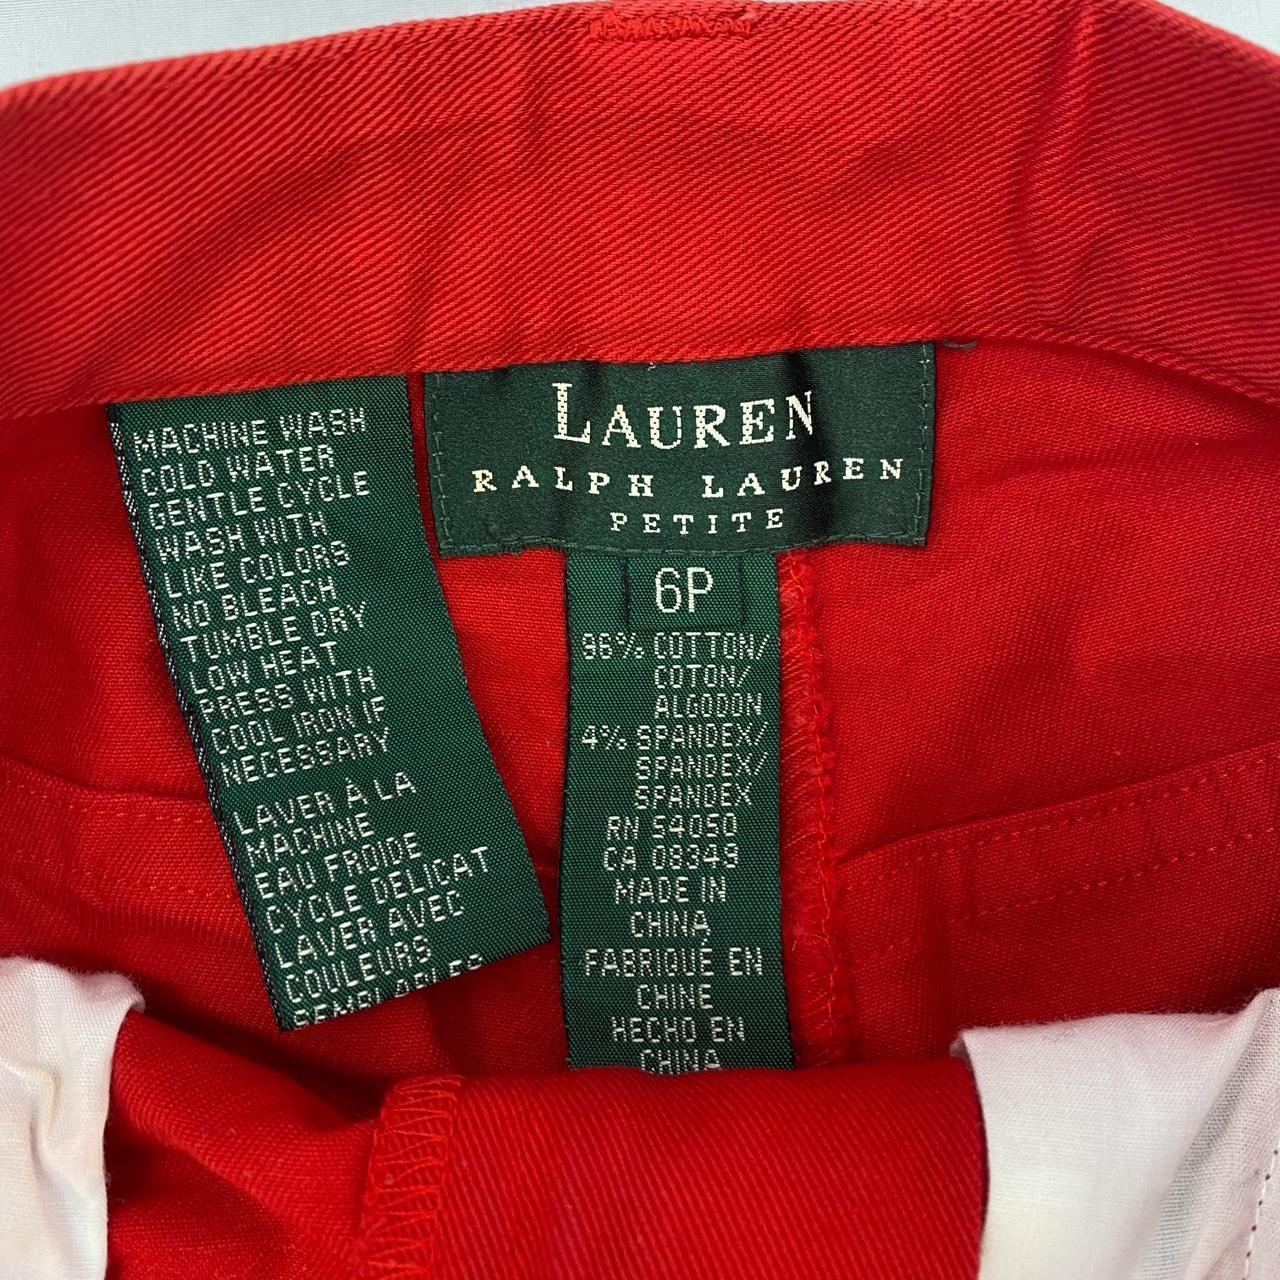 MACHINE WASH
COLD WATER
GENTLE CYCLE
WASH WITH
LIKE COLORS
NO BLEACH
TUMBLE DRY
LOW HEAT
PRESS WITH
COOL IRON IF
NECESSARY
LAVER À LA
MACHINE
EAU FROIDE
CYCLE DELICAT
LAVER AVEC
COULEURS
SEMBLABLES
LAUREN
RALPH LAUREN
PETITE
6P
96% COTTON/
COTON/
ALGODON
4% SPANDEX/
SPANDEX/
SPANDEX
RN 54050
CA 08349
MADE IN
CHINA
FABRIQUÉ EN
CHINE
HECHO EN
CHINA